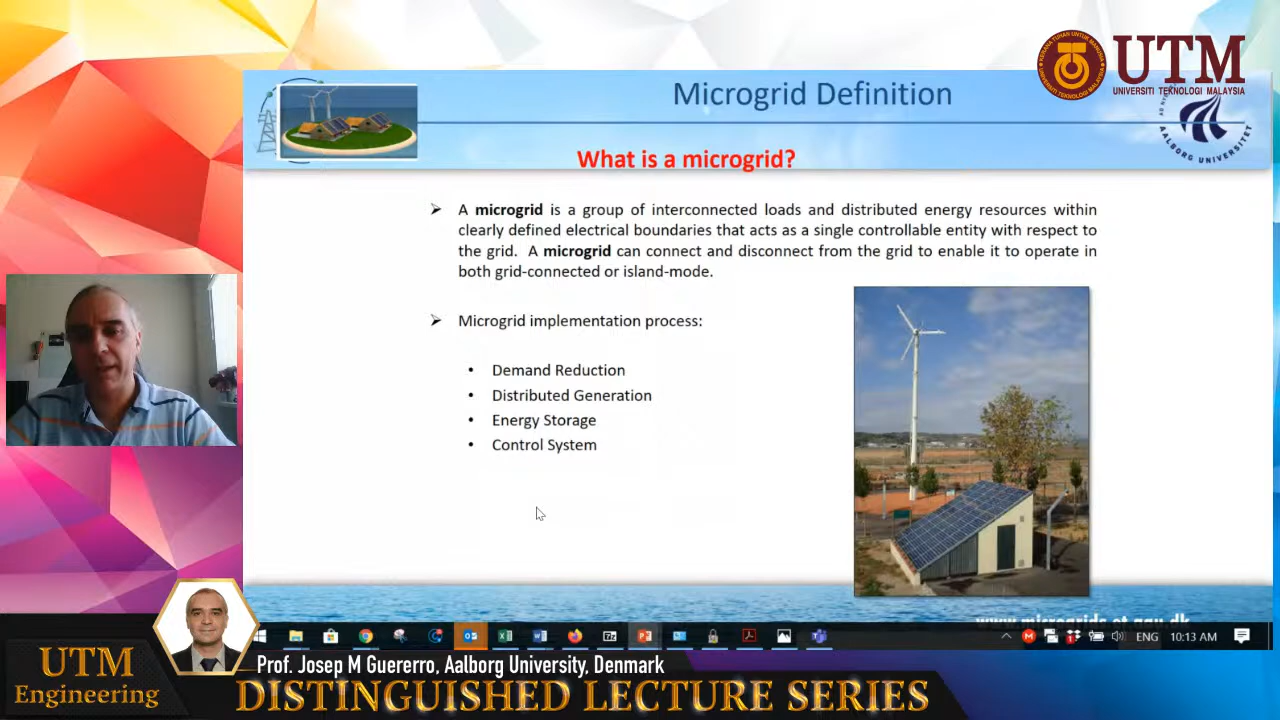 UTM
UNIVERSITI TEKNOLOGI MALAYSIA
Microgrid Definition
AALBORG UNIVERSITET
What is a microgrid?
➢ A microgrid is a group of interconnected loads and distributed energy resources within
clearly defined electrical boundaries that acts as a single controllable entity with respect to
the grid. A microgrid can connect and disconnect from the grid to enable it to operate in
both grid-connected or island-mode.
➢ Microgrid implementation process:
• Demand Reduction
• Distributed Generation
• Energy Storage
• Control System
ENG
10:13 AM
UTM
Engineering
Prof. Josep M Guererro, Aalborg University, Denmark
DISTINGUISHED LECTURE SERIES